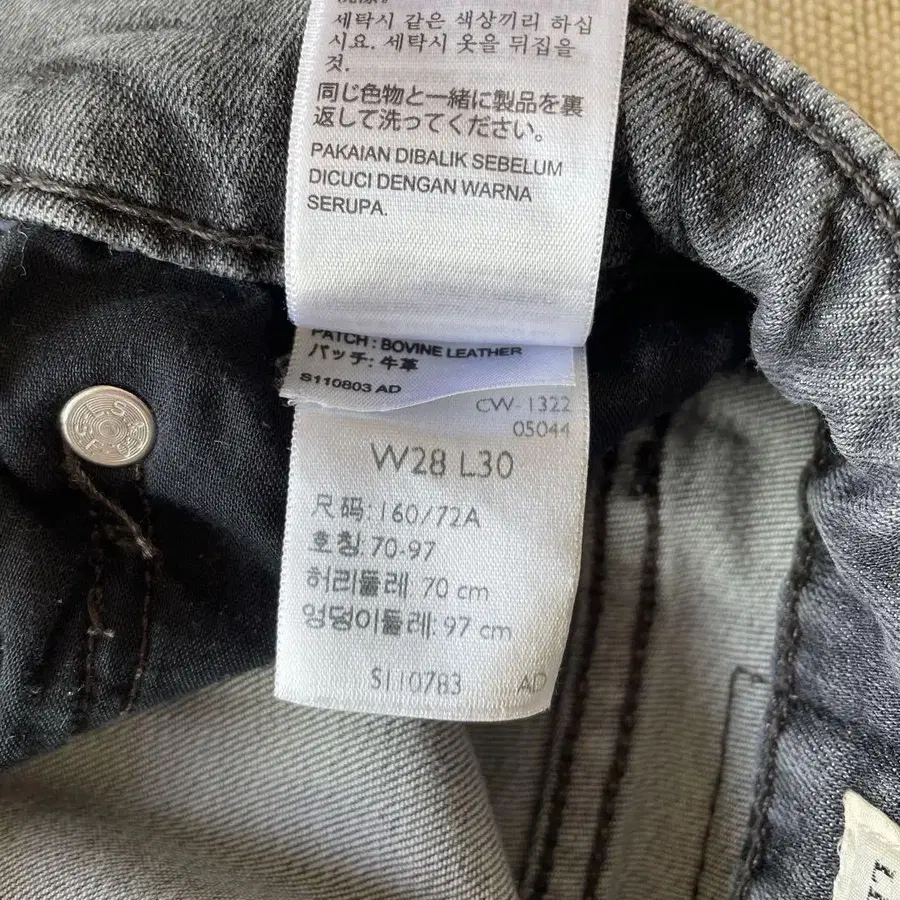 세탁시 같은 색상끼리 하십
시요. 세탁시 옷을 뒤집을
것.
同じ色物と一緒に製品を裏
返して洗ってください。
PAKAIAN DIBALIK SEBELUM
DICUCI DENGAN WARNA
SERUPA.
PATCH : BOVINE LEATHER
パッチ: 牛革
S110803 AD
CW-1322
05044
W28 L30
尺码: 160/72A
호칭: 70-97
허리둘레 70 cm
엉덩이둘레: 97 cm
S110783 AD